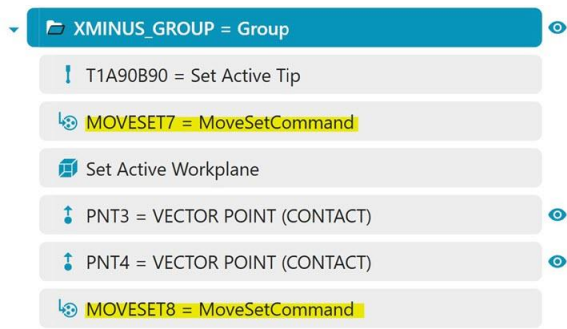 XMINUS_GROUP = Group
T1A90B90 = Set Active Tip
MOVESET7 = MoveSetCommand
Set Active Workplane
PNT3 = VECTOR POINT (CONTACT)
PNT4 = VECTOR POINT (CONTACT)
MOVESET8 = MoveSetCommand